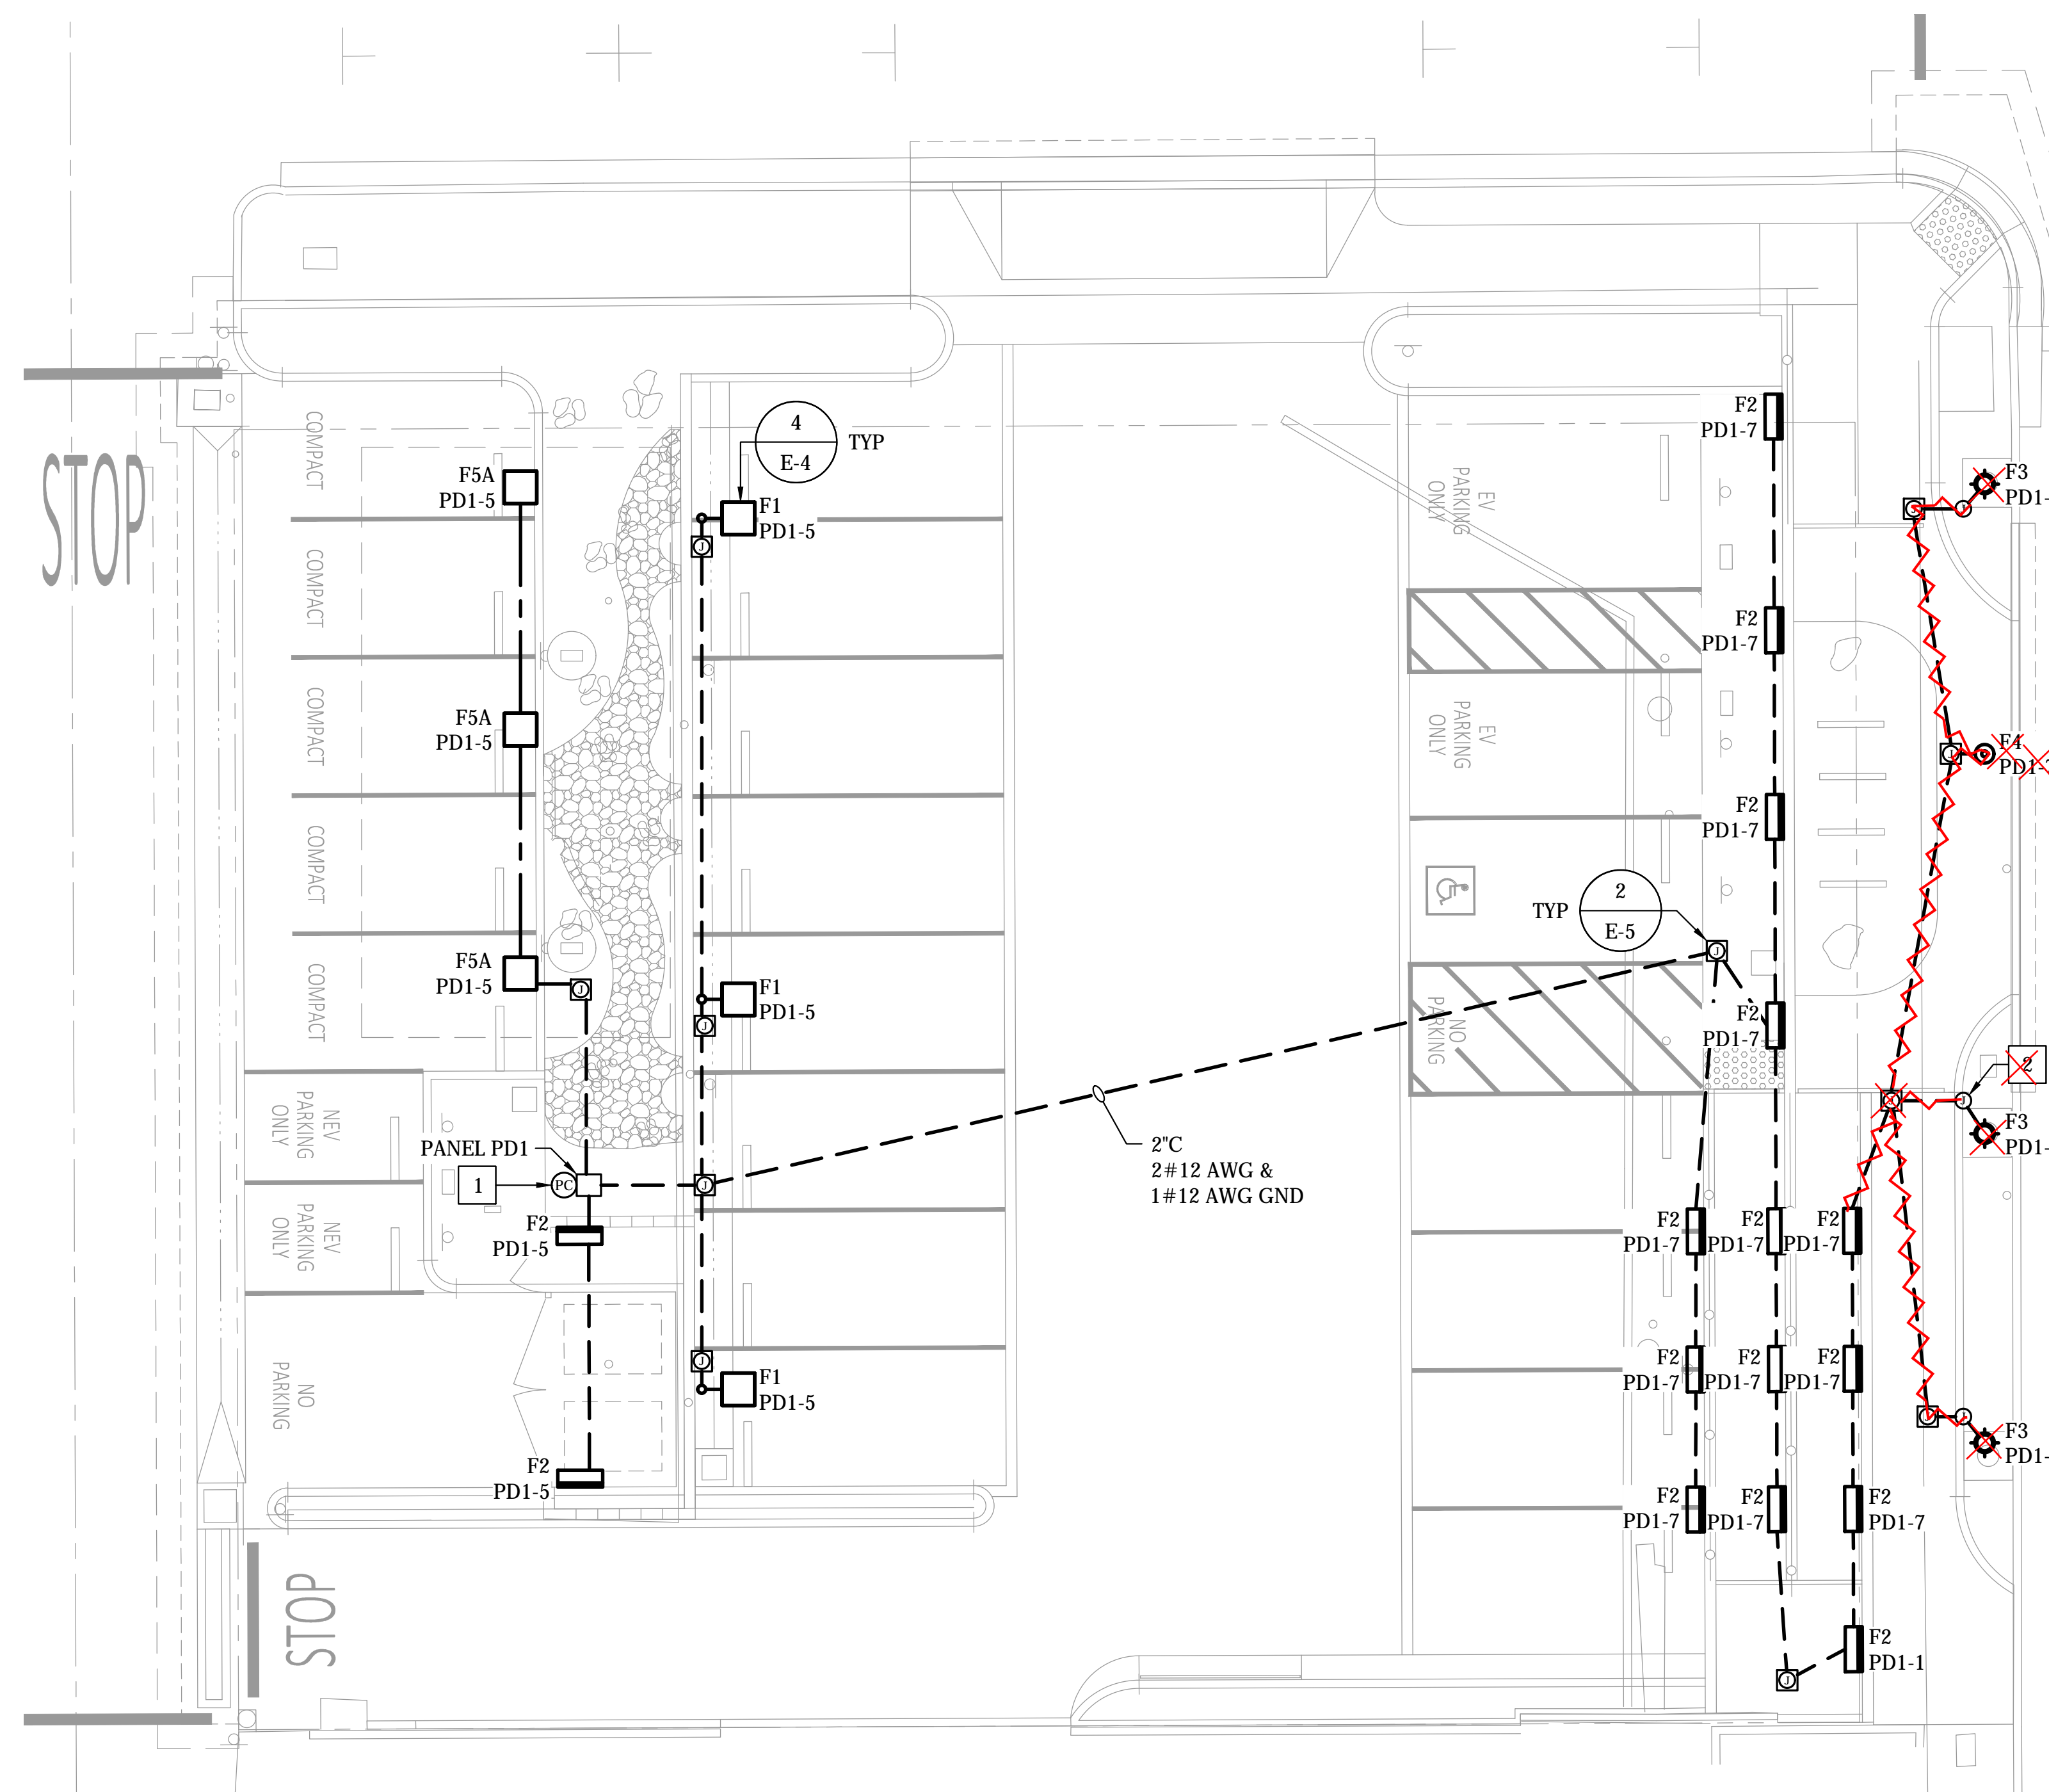 STOP
COMPACT
COMPACT
COMPACT
COMPACT
COMPACT
NEV
PARKING
ONLY
NEV
PARKING
ONLY
NO
PARKING
STOP
F5A
PD1-5
F5A
PD1-5
F5A
PD1-5
J
PANEL PD1
1
PC
F2
PD1-5
F2
PD1-5
4
E-4
TYP
F1
PD1-5
J
F1
PD1-5
J
J
J
F1
PD1-5
2"C
2#12 AWG &
1#12 AWG GND
EV
PARKING
ONLY
EV
PARKING
ONLY
NO
PARKING
TYP
2
E-5
J
F2
PD1-7
F2
PD1-7
F2
PD1-7
F2
PD1-7
F2
PD1-7
F2
PD1-7
F2
PD1-7
F2
PD1-7
F2
PD1-7
F2
PD1-7
F2
PD1-7
F2
PD1-7
F2
PD1-7
J
F2
PD1-1
F3
PD1-
J
J
F4
PD1-7
J
2
J
F3
PD1-
J
J
F3
PD1-